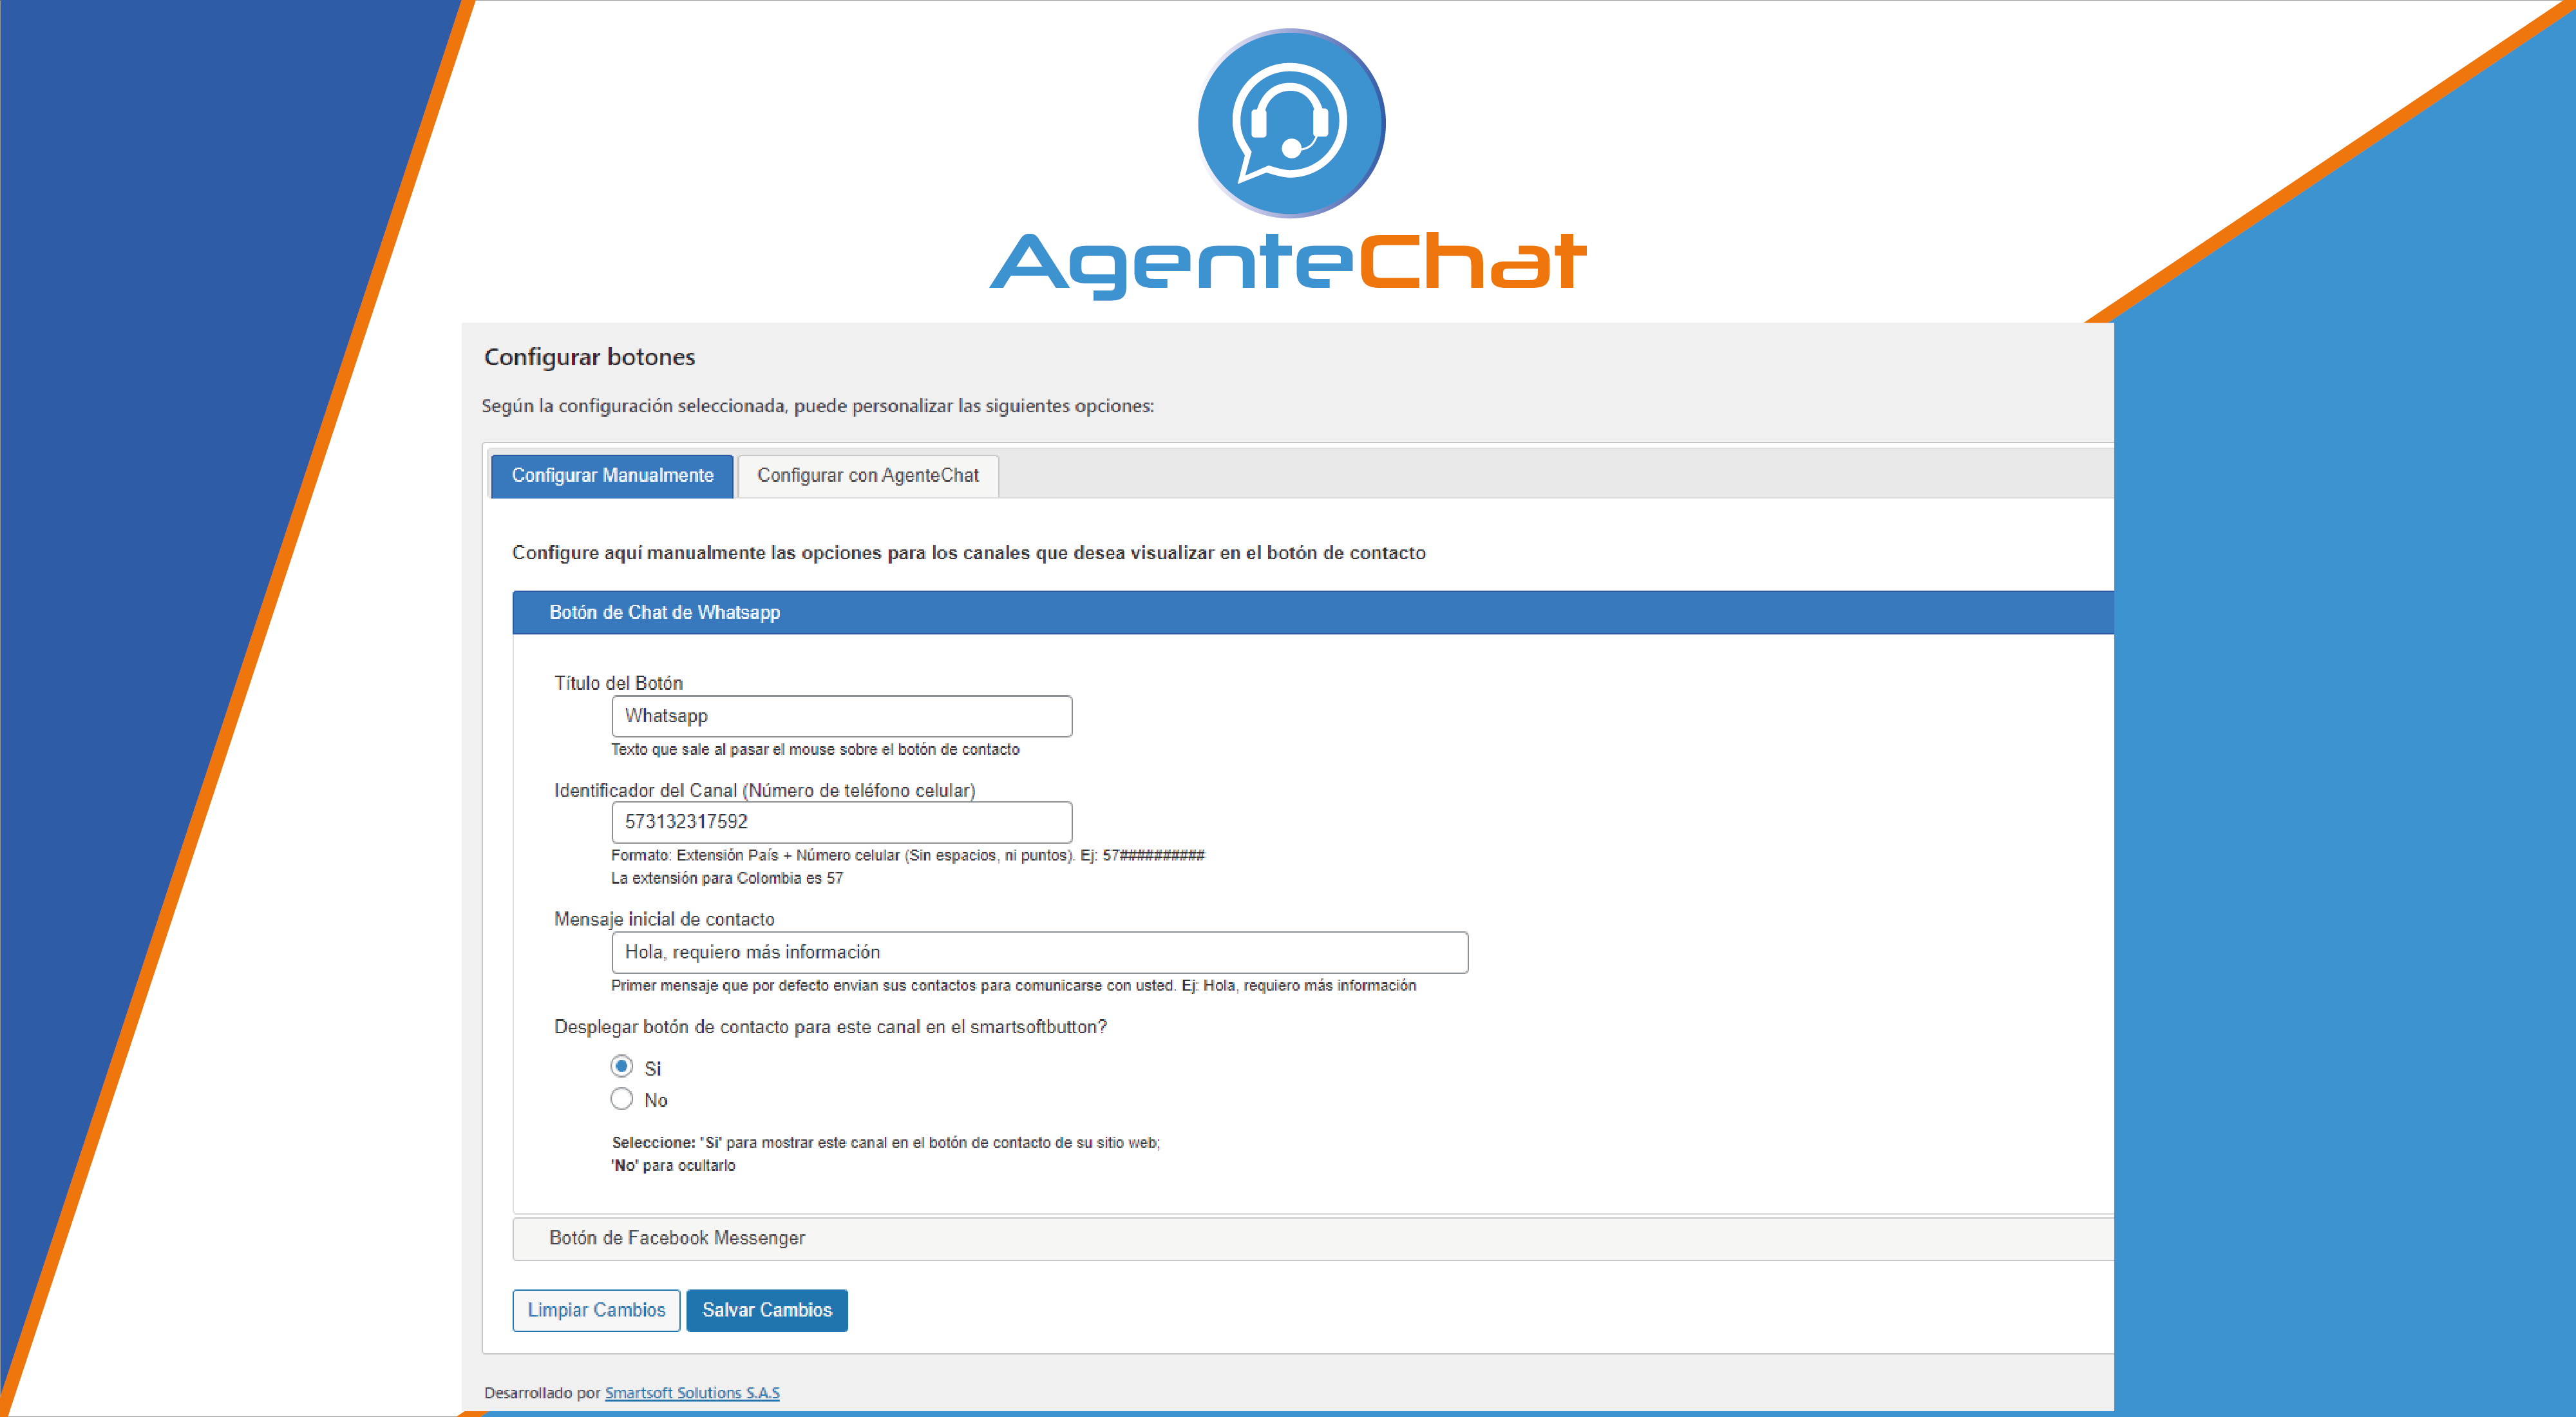 AgenteChat
Configurar botones
Según la configuración seleccionada, puede personalizar las siguientes opciones:
Configurar Manualmente
Configurar con AgenteChat
Configure aquí manualmente las opciones para los canales que desea visualizar en el botón de contacto
Botón de Chat de Whatsapp
Título del Botón
Whatsapp
Texto que sale al pasar el mouse sobre el botón de contacto
Identificador del Canal (Número de teléfono celular)
573132317592
Formato: Extensión País + Número celular (Sin espacios, ni puntos). Ej: 57##########
La extensión para Colombia es 57
Mensaje inicial de contacto
Hola, requiero más información
Primer mensaje que por defecto envian sus contactos para comunicarse con usted. Ej: Hola, requiero más información
Desplegar botón de contacto para este canal en el smartsoftbutton?
Si
No
Seleccione: 'Si' para mostrar este canal en el botón de contacto de su sitio web;
'No' para ocultarlo
Botón de Facebook Messenger
Limpiar Cambios
Salvar Cambios
Desarrollado por Smartsoft Solutions S.A.S